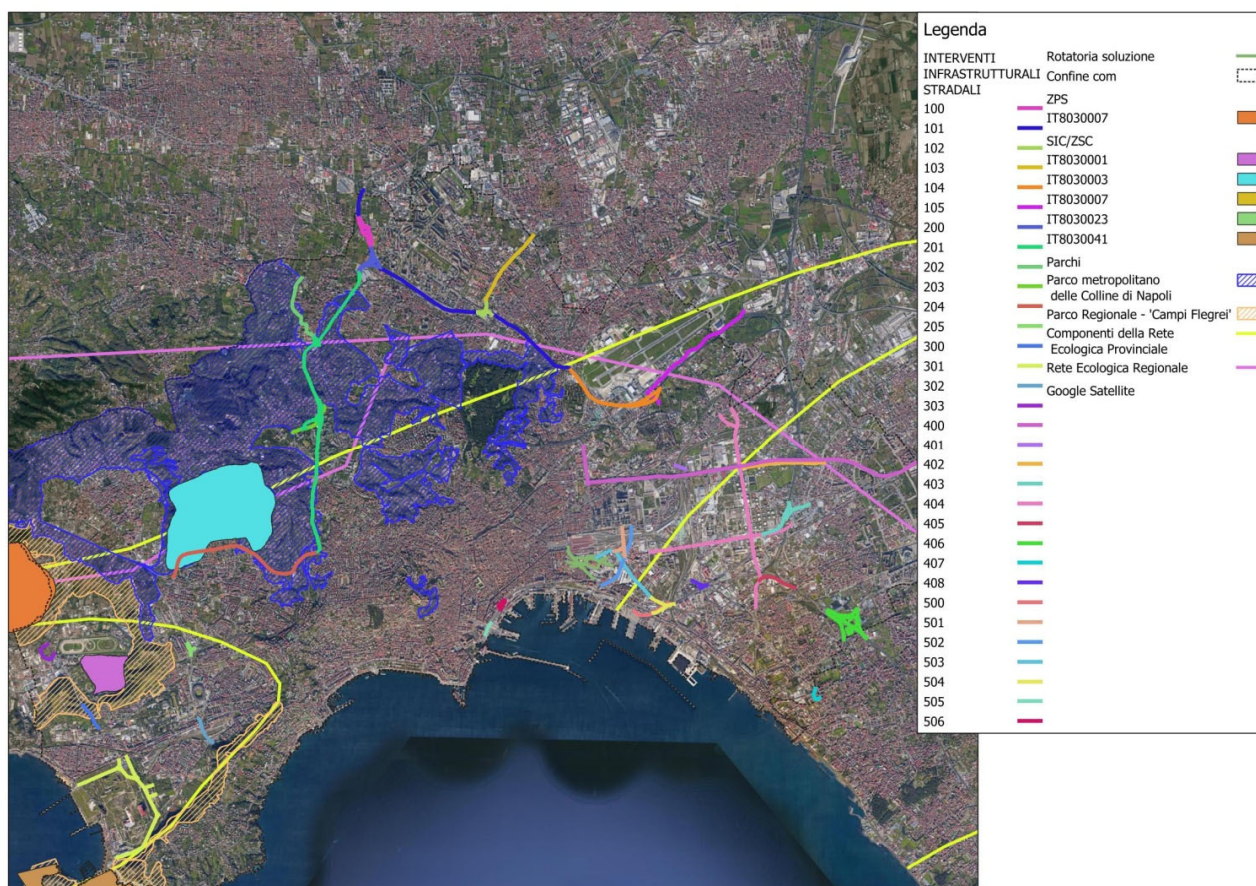 Legenda
INTERVENTI
INFRASTRUTTURALI
STRADALI
100
101
102
103
104
105
200
201
202
203
204
205
300
301
302
303
400
401
402
403
404
405
406
407
408
500
501
502
503
504
505
506
Rotatoria soluzione
Confine com
ZPS
IT8030007
SIC/ZSC
IT8030001
IT8030003
IT8030007
IT8030023
IT8030041
Parchi
Parco metropolitano
delle Colline di Napoli
Parco Regionale - 'Campi Flegrei'
Componenti della Rete
Ecologica Provinciale
Rete Ecologica Regionale
Google Satellite